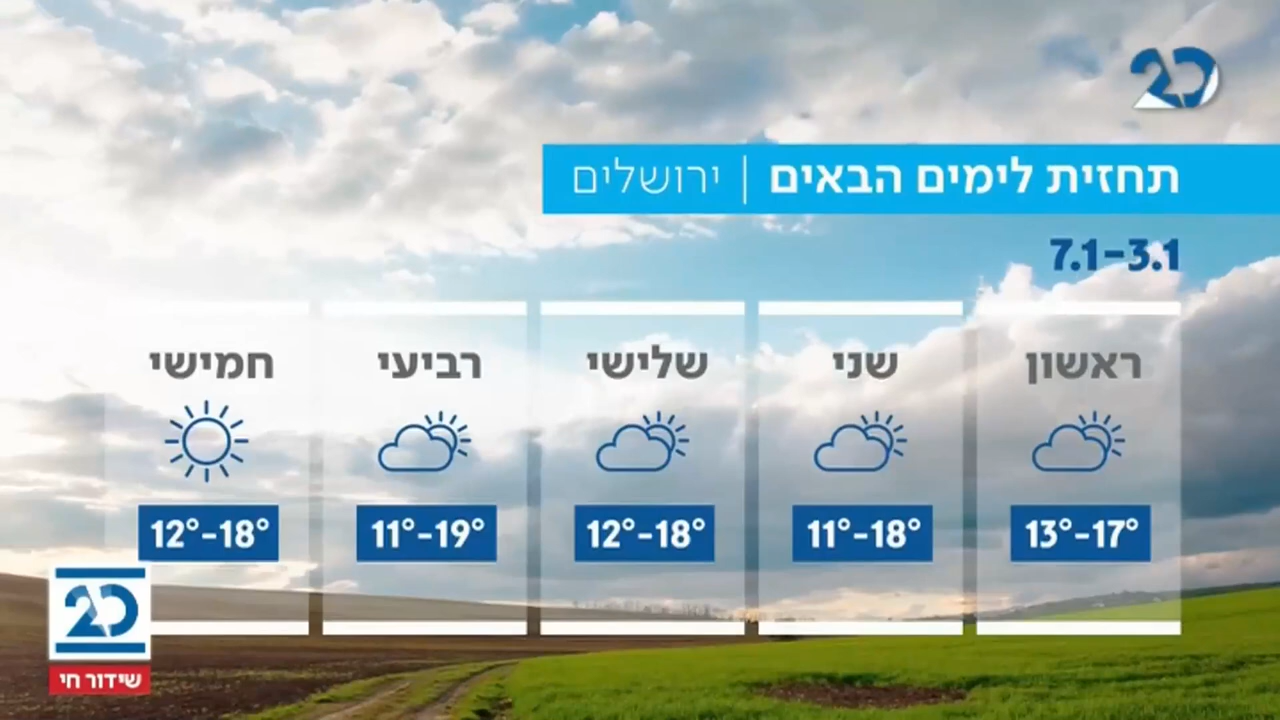 20
תחזית לימים הבאים | ירושלים
7.1-3.1
ראשון
13°-17°
שני
11°-18°
שלישי
12°-18°
רביעי
11°-19°
חמישי
12°-18°
20
שידור חי